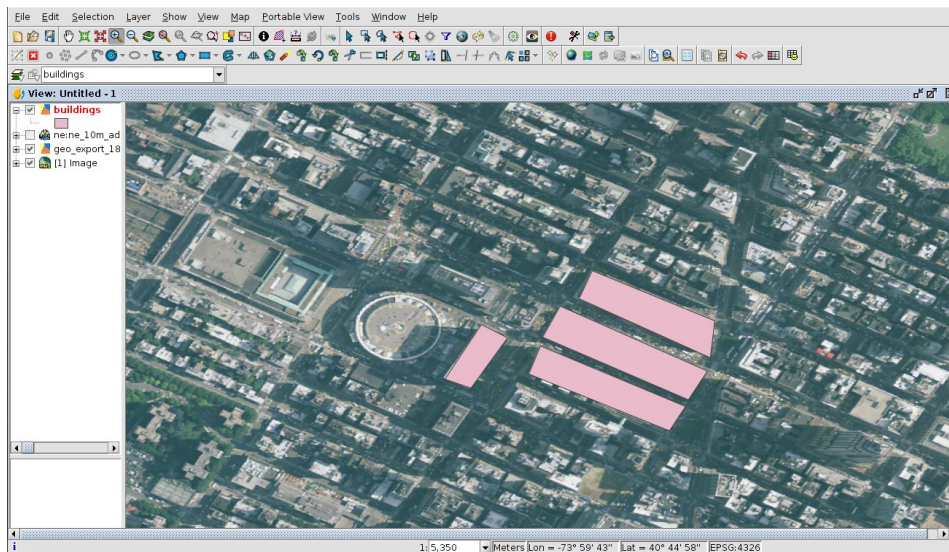 File Edit Selection Layer Show View Map Portable View Tools Window Help
buildings
View: Untitled - 1
buildings
ne:ne_10m_ad
geo_export_18
[1] Image
1: 5,350 Meters Lon = -73° 59' 43" Lat = 40° 44' 58" EPSG:4326